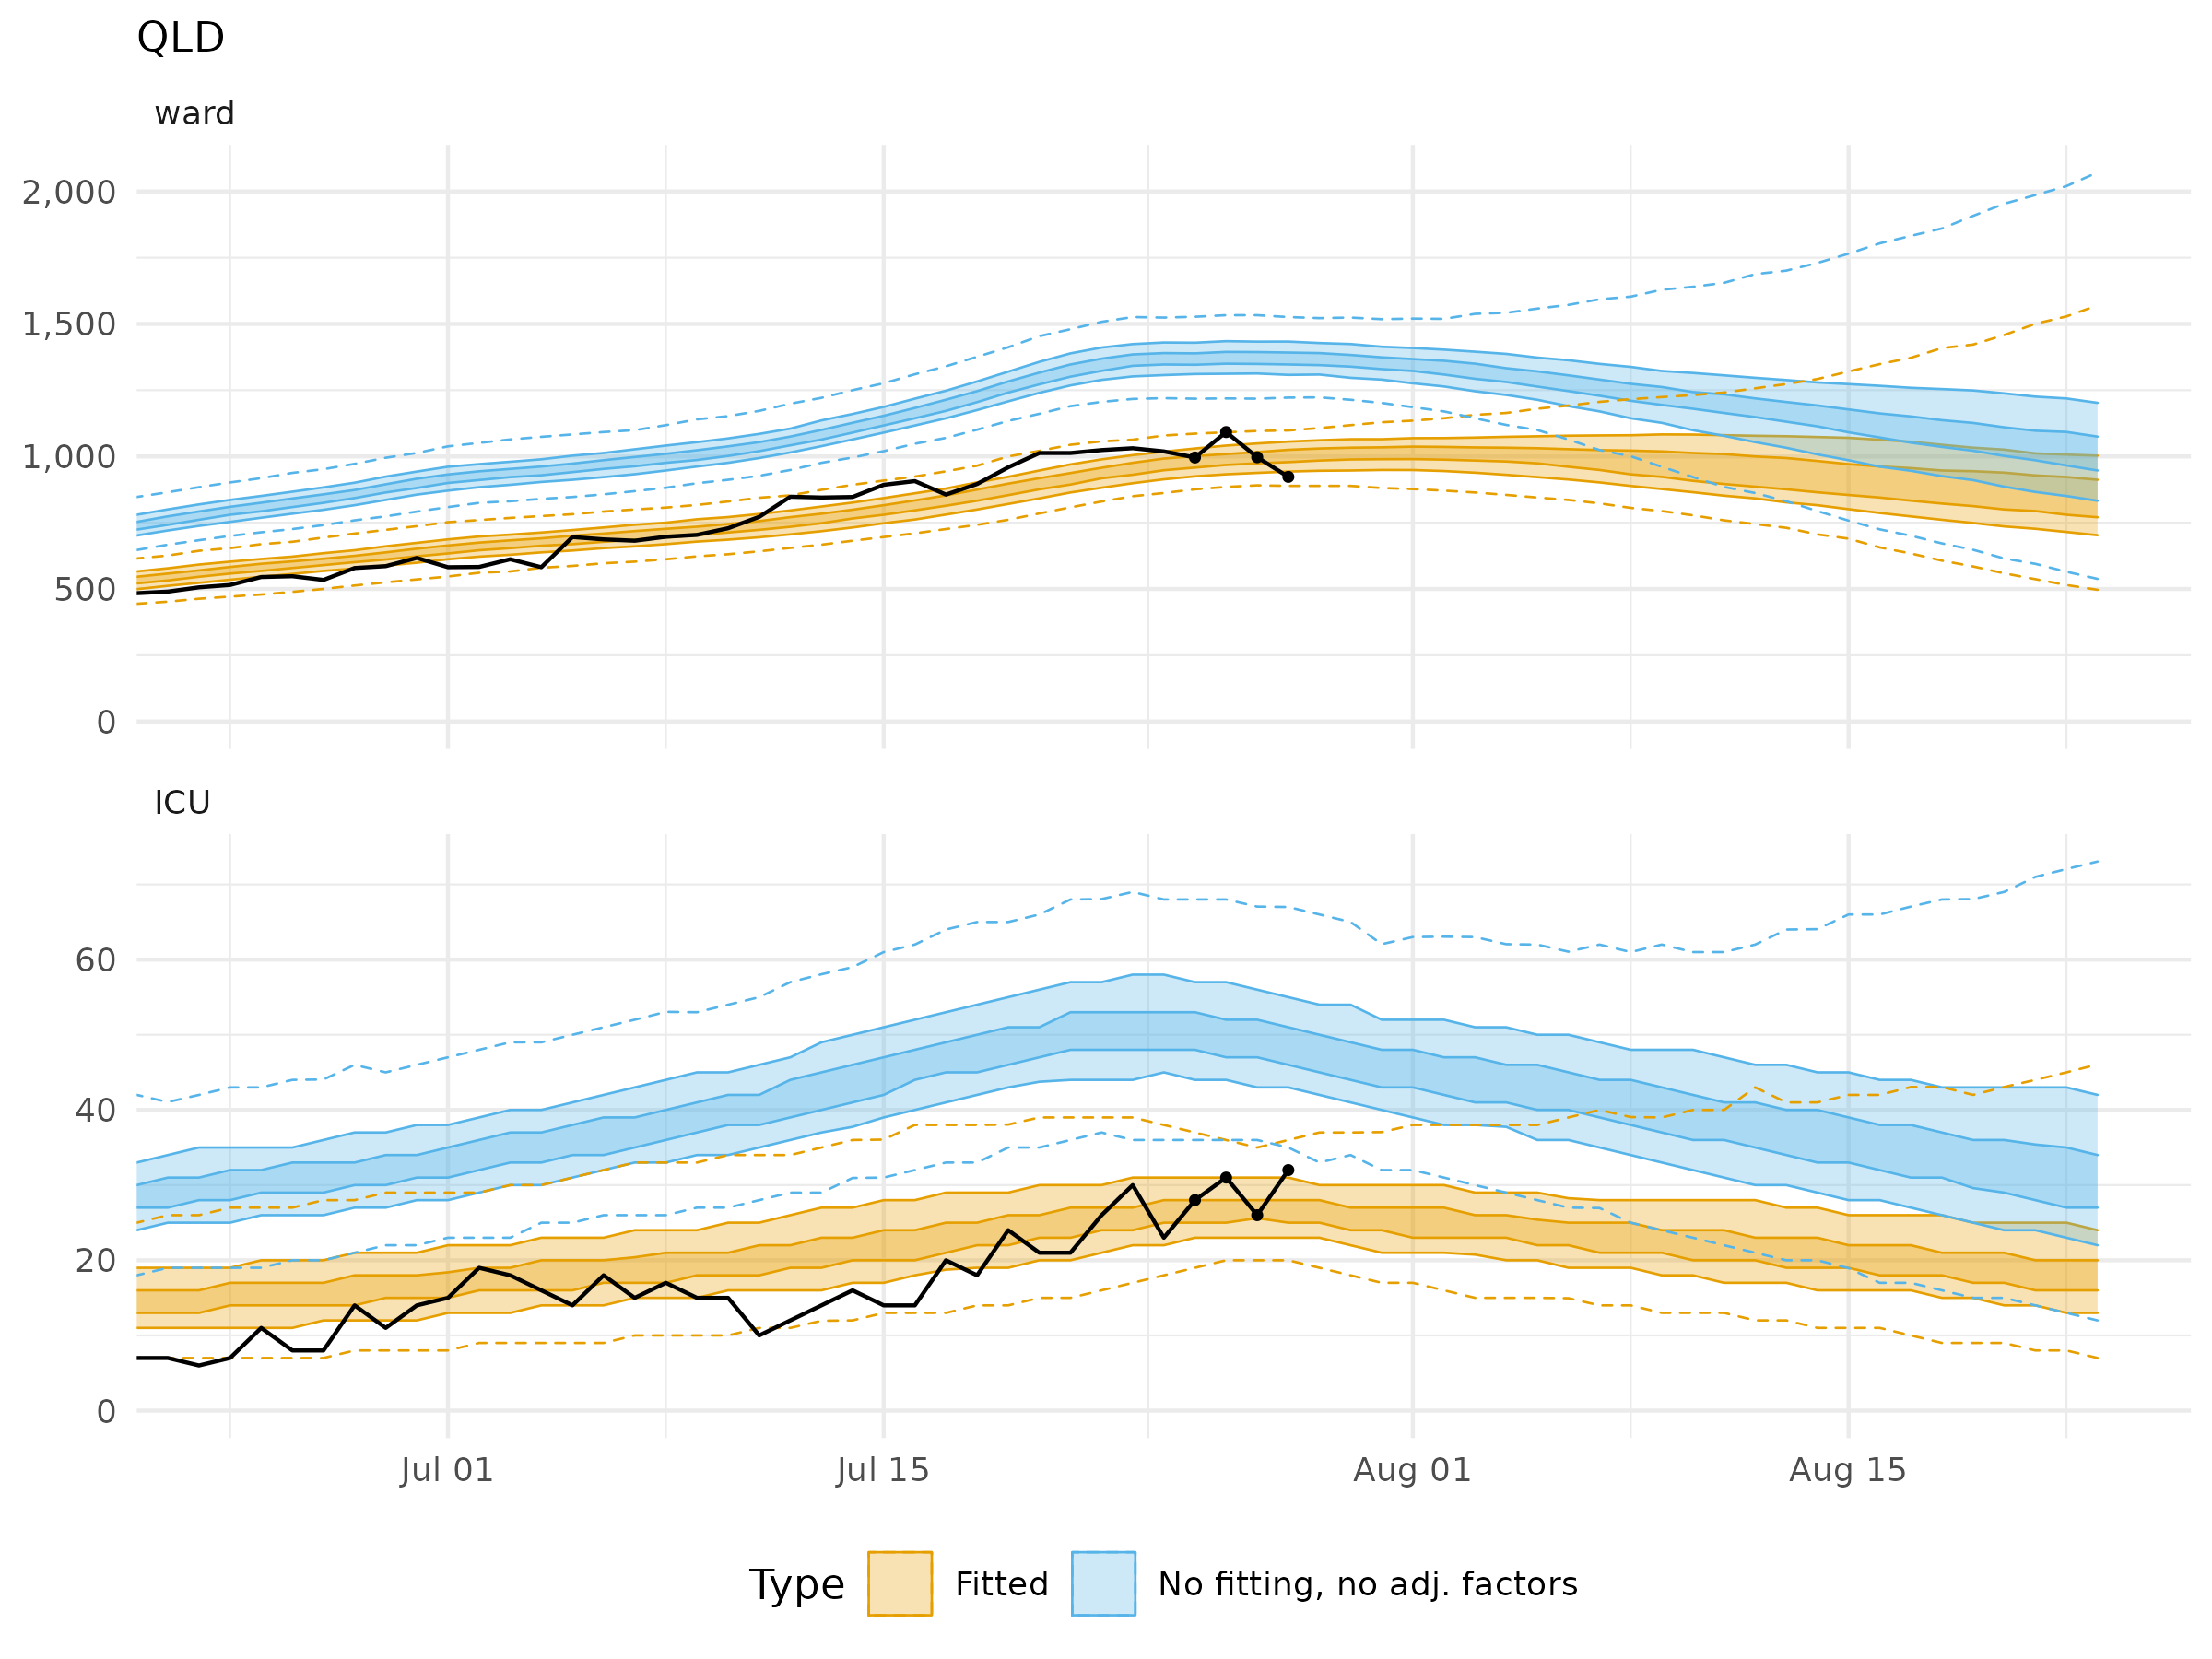 QLD
ward
2,000
1,500
1,000
500
0
ICU
60
40
20
0
Jul 01 Jul 15 Aug 01 Aug 15
Type Fitted No fitting, no adj. factors